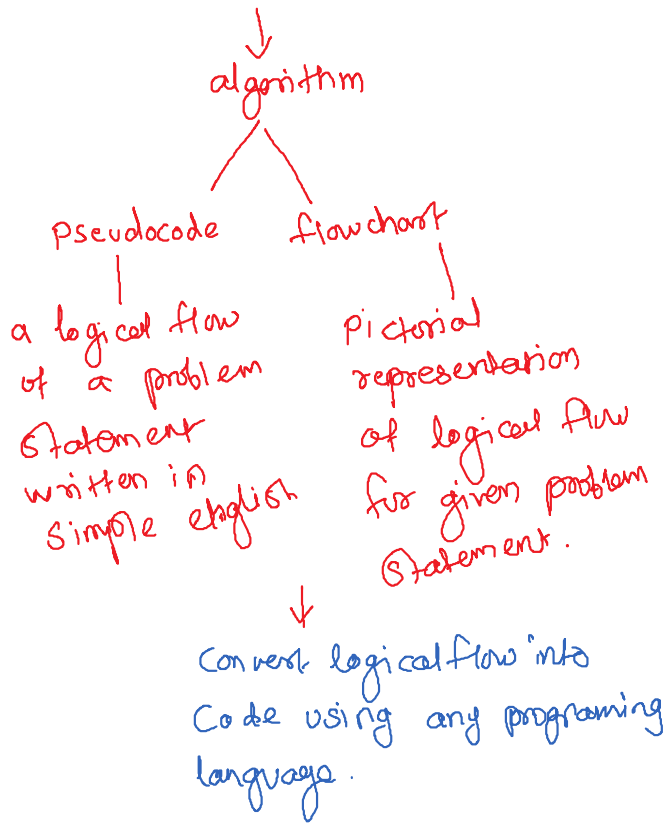 algorithm
pseudocode
flowchart
a logical flow
of a problem
statement
written in
simple english
pictorial
representation
of logical flow
for given problem
statement.
Convert logical flow into
Code using any programing
language.